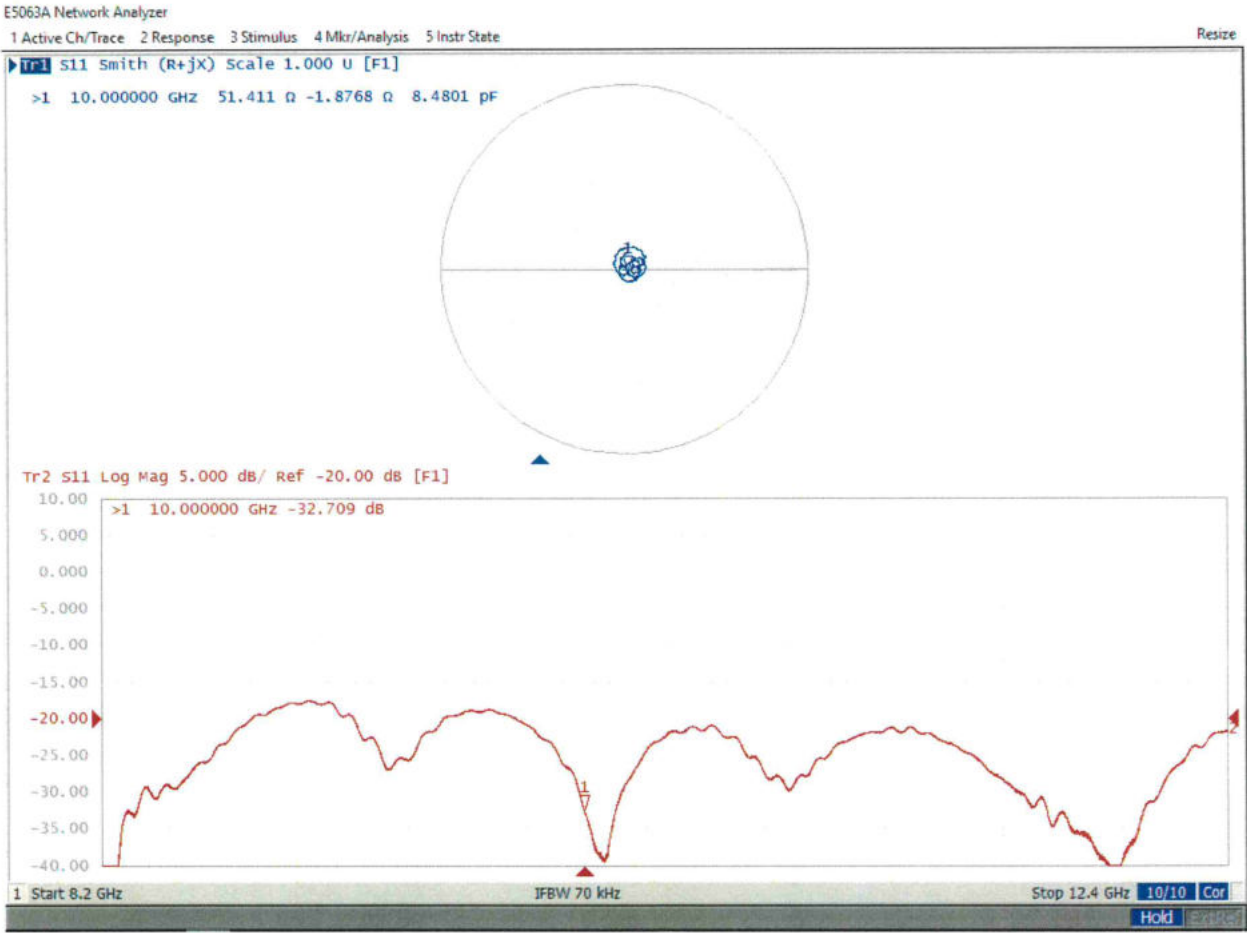 E5063A Network Analyzer
1 Active Ch/Trace 2 Response 3 Stimulus 4 Mkr/Analysis 5 Instr State Resize
Tr1 S11 Smith (R+jX) Scale 1.000 U [F1]
>1 10.000000 GHz 51.411 Ω -1.8768 Ω 8.4801 pF
1
Tr2 S11 Log Mag 5.000 dB/ Ref -20.00 dB [F1]
10.00
>1 10.000000 GHz -32.709 dB
5.000
0.000
-5.000
-10.00
-15.00
-20.00
2
-25.00
-30.00
1
-35.00
-40.00
1 Start 8.2 GHz IFBW 70 kHz Stop 12.4 GHz 10/10 Cor
Hold ExtRef